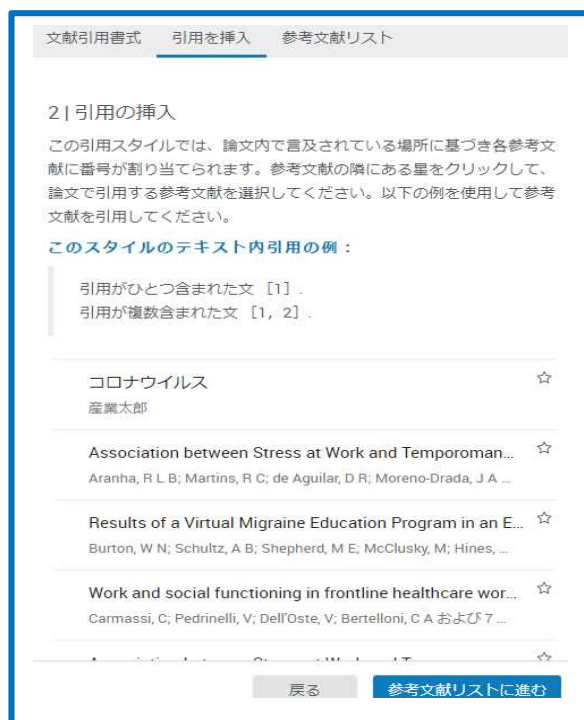 文献引用書式 引用を挿入 参考文献リスト
2 | 引用の挿入
この引用スタイルでは、論文内で言及されている場所に基づき各参考文
献に番号が割り当てられます。参考文献の隣にある星をクリックして、
論文で引用する参考文献を選択してください。以下の例を使用して参考
文献を引用してください。
このスタイルのテキスト内引用の例：
引用がひとつ含まれた文 [1] .
引用が複数含まれた文 [1, 2] .
コロナウイルス
産業太郎
Association between Stress at Work and Temporoman...
Aranha, R L B; Martins, R C; de Aguilar, D R; Moreno-Drada, J A ...
Results of a Virtual Migraine Education Program in an E...
Burton, W N; Schultz, A B; Shepherd, M E; McClusky, M; Hines, ...
Work and social functioning in frontline healthcare wor...
Carmassi, C; Pedrinelli, V; Dell'Oste, V; Bertelloni, C A および 7 ...
戻る 参考文献リストに進む